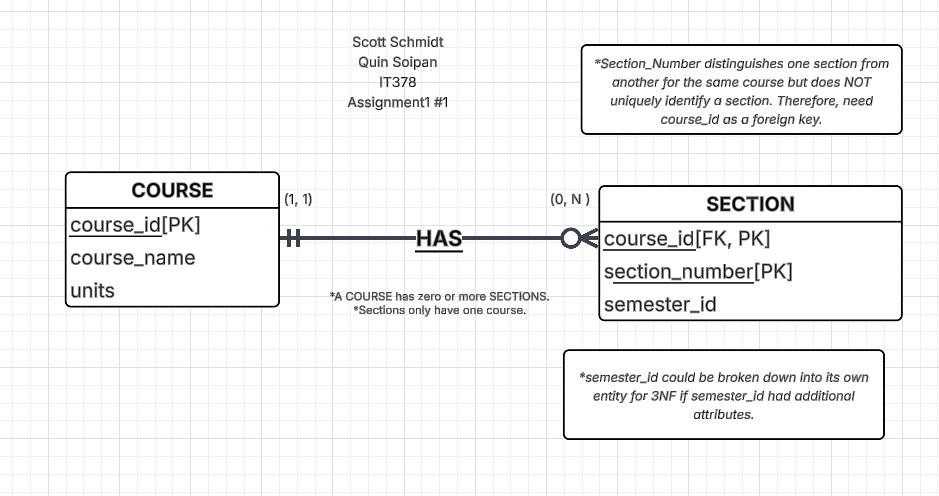 Scott Schmidt
Quin Soipan
IT378
Assignment1 #1
*Section_Number distinguishes one section from
another for the same course but does NOT
uniquely identify a section. Therefore, need
course_id as a foreign key.
COURSE
course_id[PK]
course_name
units
(1, 1)
HAS
(0, N )
*A COURSE has zero or more SECTIONS.
*Sections only have one course.
SECTION
course_id[FK, PK]
section_number[PK]
semester_id
*semester_id could be broken down into its own
entity for 3NF if semester_id had additional
attributes.